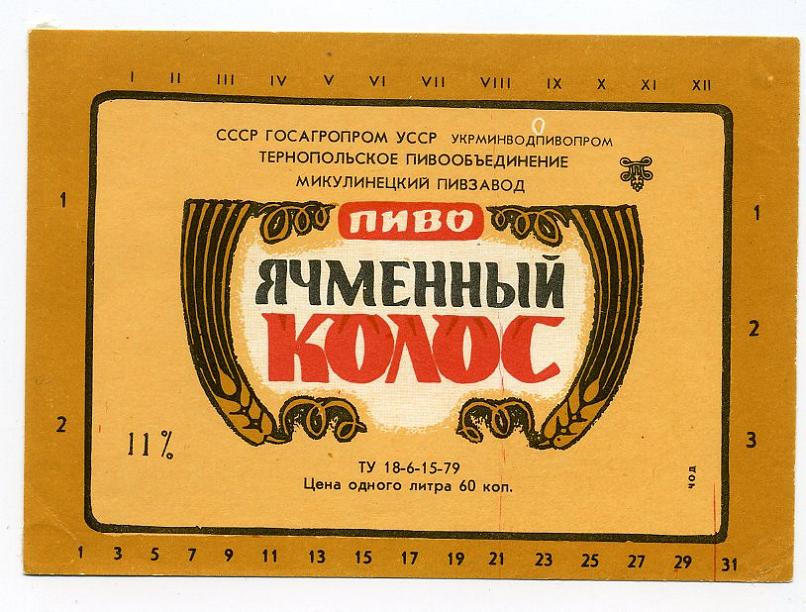 I II III IV V VI VII VIII IX X XI XII
СССР ГОСАГРОПРОМ УССР УКРМИНВОДПИВОПРОМ
ТЕРНОПОЛЬСКОЕ ПИВООБЪЕДИНЕНИЕ
МИКУЛИНЕЦКИЙ ПИВЗАВОД
1
1
ПИВО
ЯЧМЕННЫЙ
КОЛОС
2
2
3
11%
ТУ 18-6-15-79
Цена одного литра 60 коп.
ЧОД
1 3 5 7 9 11 13 15 17 19 21 23 25 27 29 31